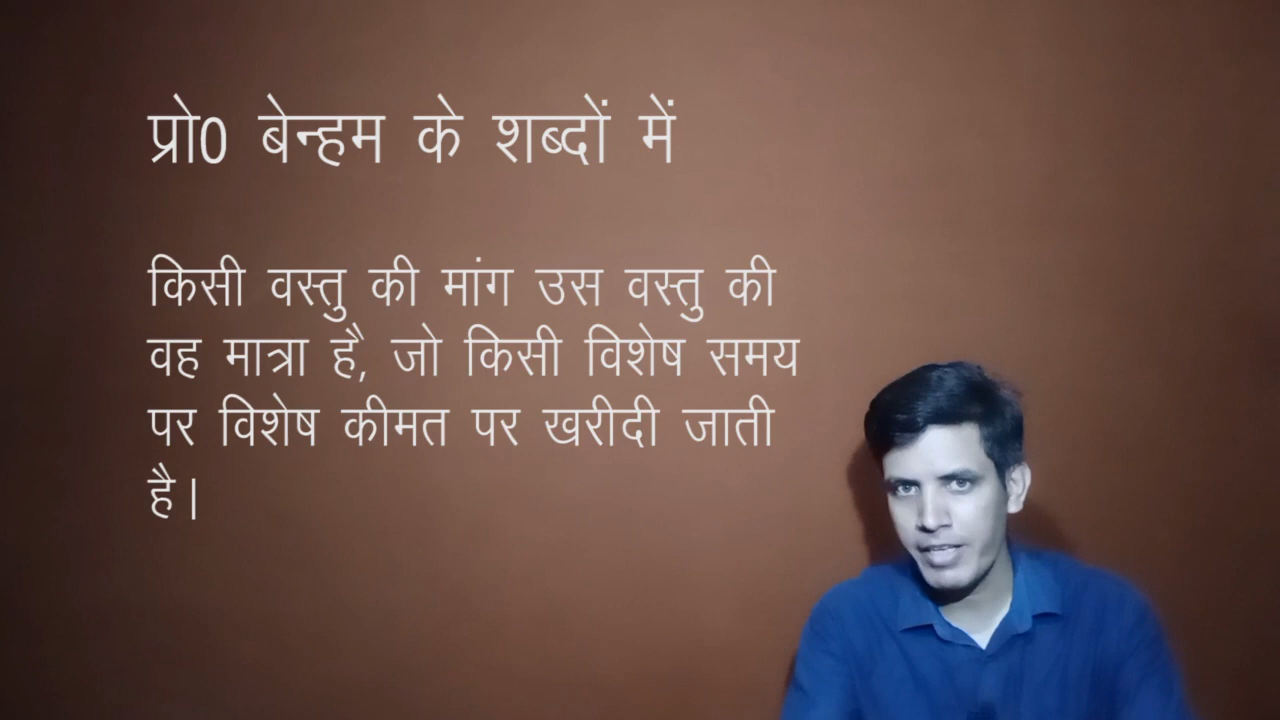 प्रो0 बेन्हम के शब्दों में
किसी वस्तु की मांग उस वस्तु की
वह मात्रा है, जो किसी विशेष समय
पर विशेष कीमत पर खरीदी जाती
है।